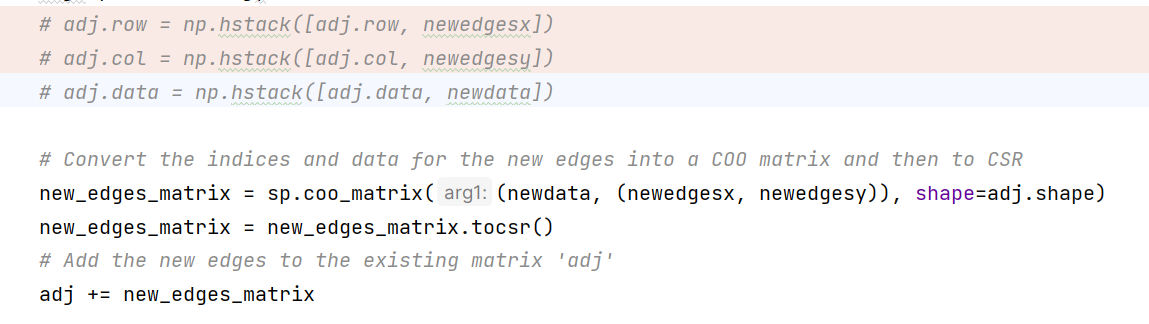 # adj.row = np.hstack([adj.row, newedgesx])
# adj.col = np.hstack([adj.col, newedgesy])
# adj.data = np.hstack([adj.data, newdata])
# Convert the indices and data for the new edges into a COO matrix and then to CSR
new_edges_matrix = sp.coo_matrix( arg1: (newdata, (newedgesx, newedgesy)), shape=adj.shape)
new_edges_matrix = new_edges_matrix.tocsr()
# Add the new edges to the existing matrix 'adj'
adj += new_edges_matrix